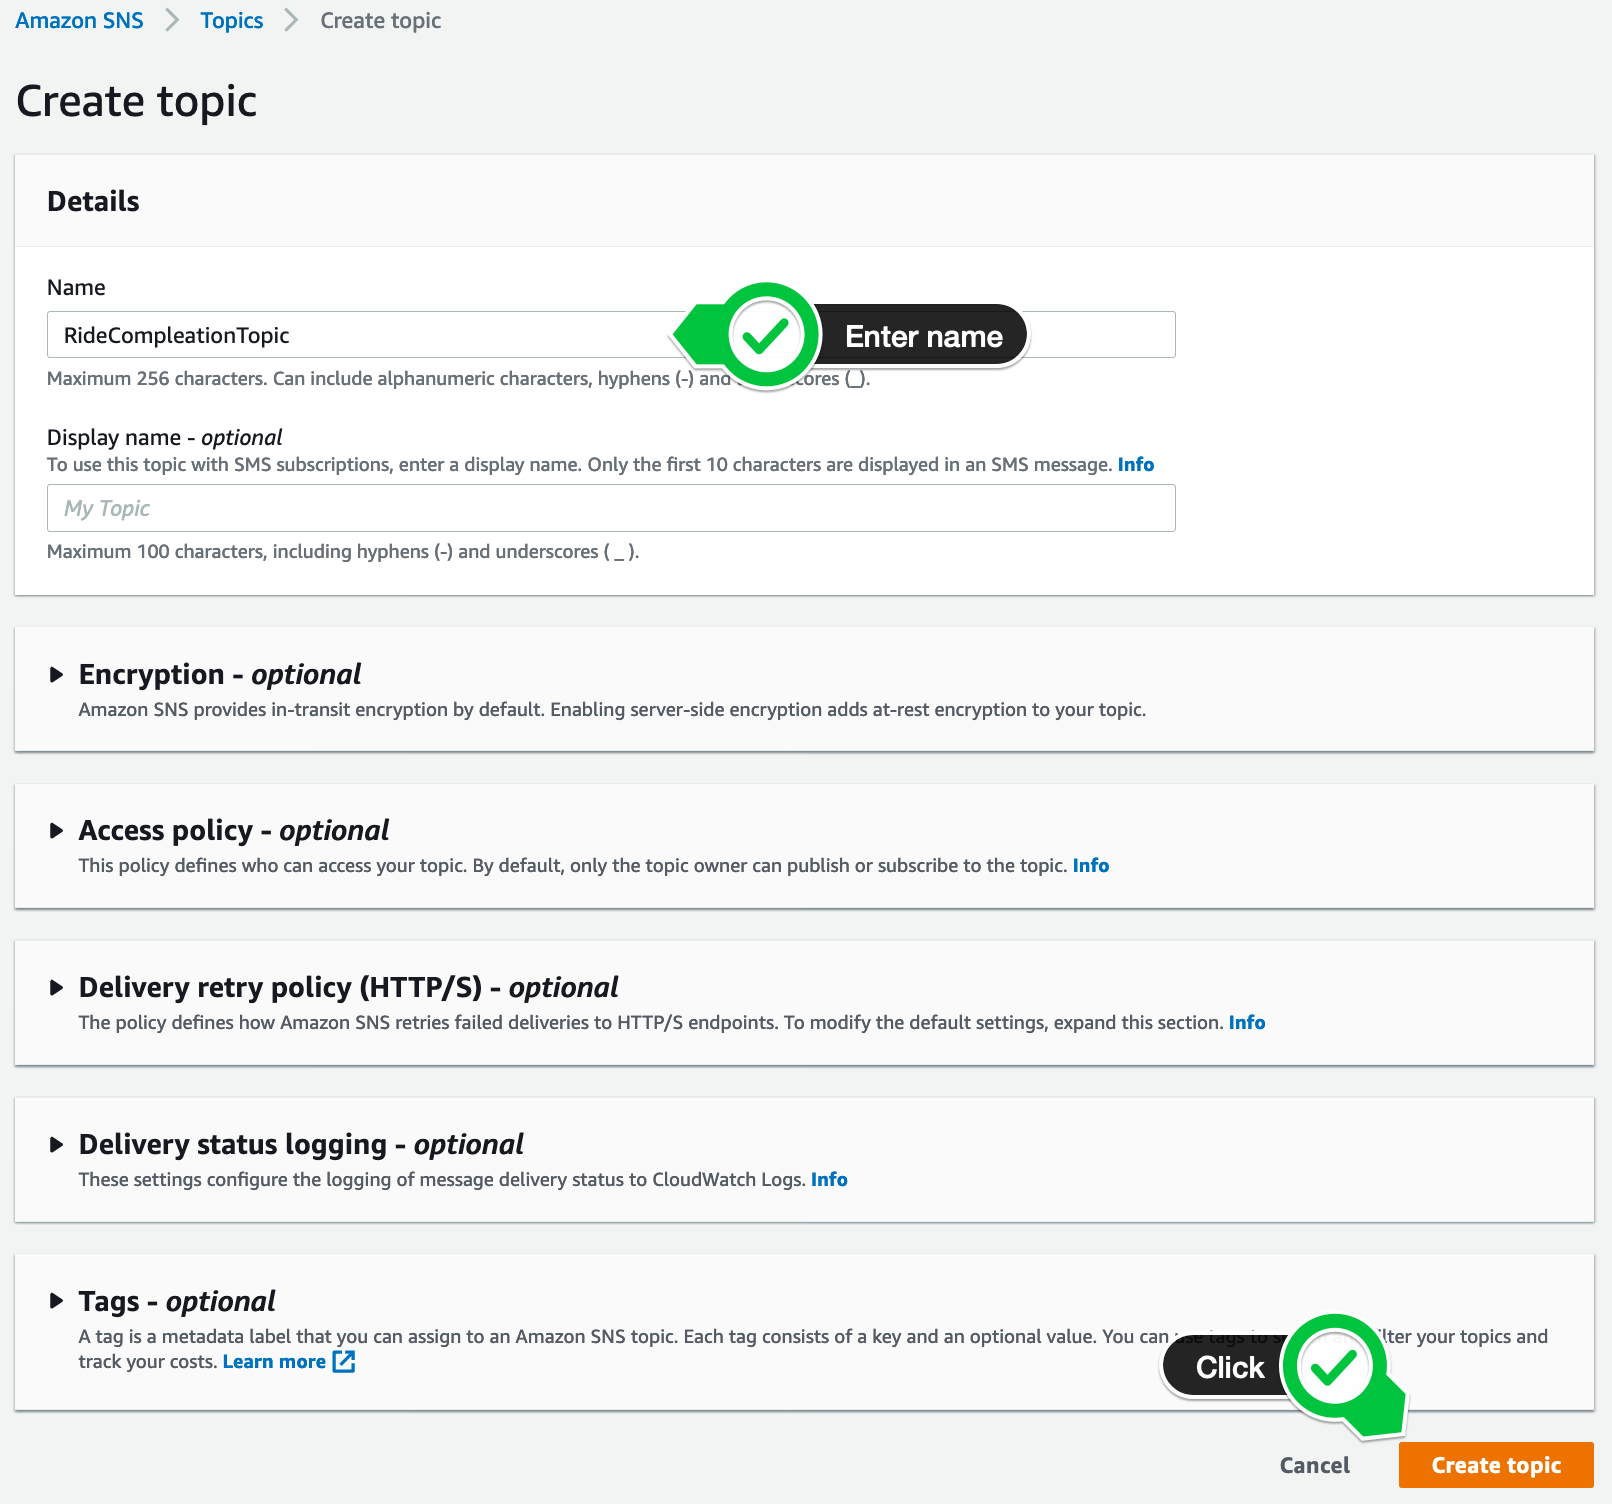 Amazon SNS > Topics > Create topic
Create topic
Details
Name
RideCompleationTopic
Enter name
Maximum 256 characters. Can include alphanumeric characters, hyphens (-) and cores (_).
Display name - optional
To use this topic with SMS subscriptions, enter a display name. Only the first 10 characters are displayed in an SMS message. Info
My Topic
Maximum 100 characters, including hyphens (-) and underscores ( _ ).
Encryption - optional
Amazon SNS provides in-transit encryption by default. Enabling server-side encryption adds at-rest encryption to your topic.
Access policy - optional
This policy defines who can access your topic. By default, only the topic owner can publish or subscribe to the topic. Info
Delivery retry policy (HTTP/S) - optional
The policy defines how Amazon SNS retries failed deliveries to HTTP/S endpoints. To modify the default settings, expand this section. Info
Delivery status logging - optional
These settings configure the logging of message delivery status to CloudWatch Logs. Info
Tags - optional
A tag is a metadata label that you can assign to an Amazon SNS topic. Each tag consists of a key and an optional value. You can use tags to ilter your topics and
track your costs. Learn more
Click
Cancel
Create topic